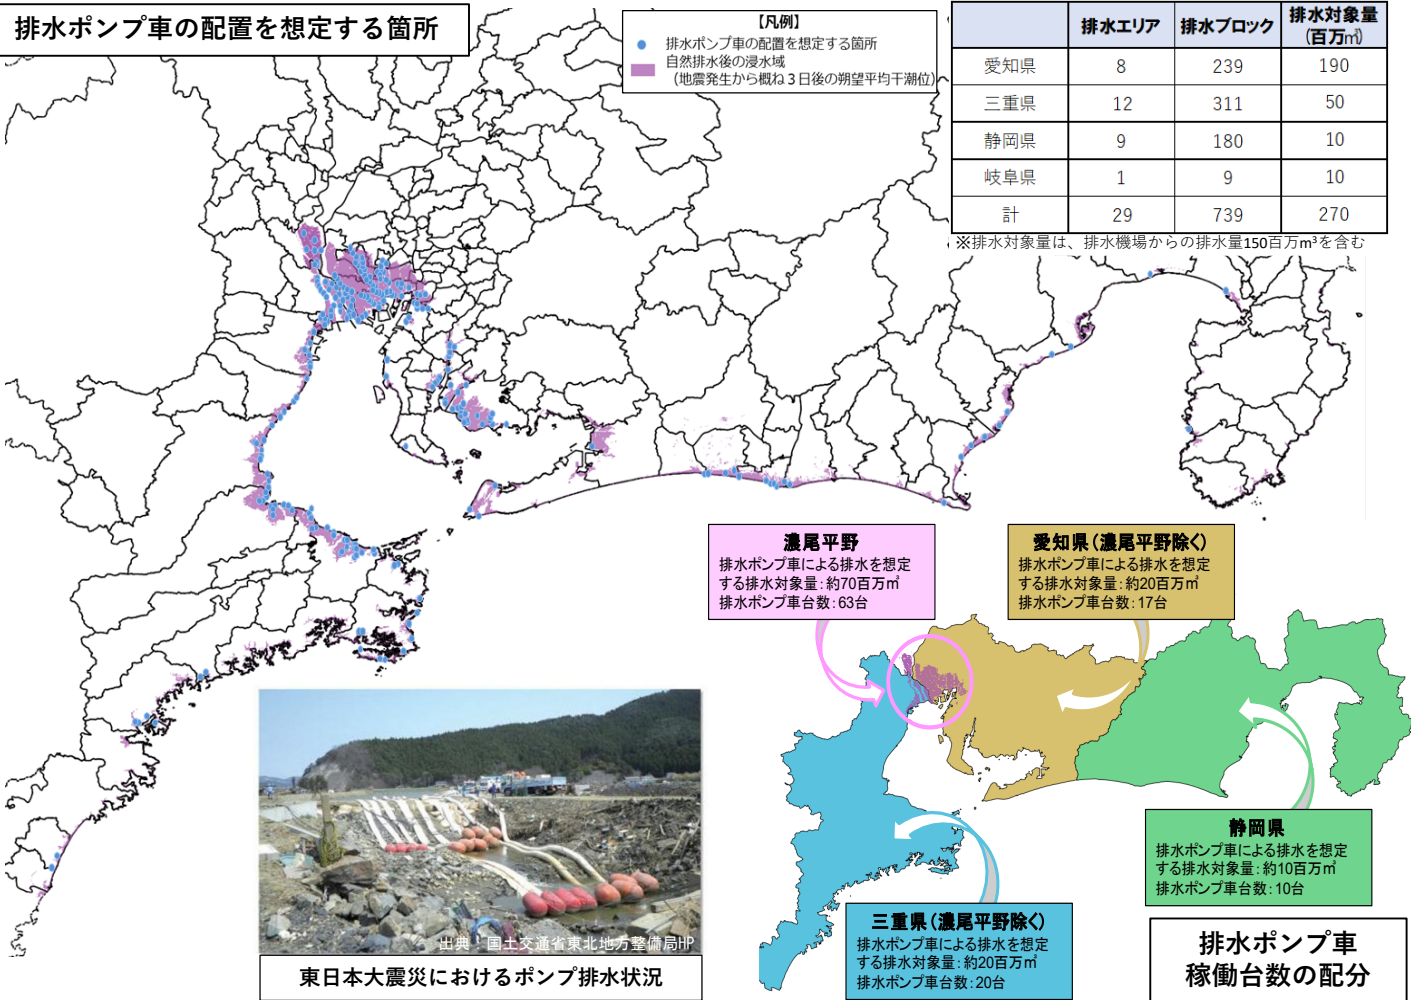 排水ポンプ車の配置を想定する箇所
【凡例】
排水ポンプ車の配置を想定する箇所
自然排水後の浸水域
（地震発生から概ね３日後の朔望平均干潮位）
排水エリア 排水ブロック 排水対象量
(百万㎥)
愛知県 8 239 190
三重県 12 311 50
静岡県 9 180 10
岐阜県 1 9 10
計 29 739 270
※排水対象量は、排水機場からの排水量150百万m³を含む
濃尾平野
排水ポンプ車による排水を想定
する排水対象量：約70百万㎥
排水ポンプ車台数：63台
愛知県（濃尾平野除く）
排水ポンプ車による排水を想定
する排水対象量：約20百万㎥
排水ポンプ車台数：17台
静岡県
排水ポンプ車による排水を想定
する排水対象量：約10百万㎥
排水ポンプ車台数：10台
三重県（濃尾平野除く）
排水ポンプ車による排水を想定
する排水対象量：約20百万㎥
排水ポンプ車台数：20台
出典：国土交通省東北地方整備局HP
東日本大震災におけるポンプ排水状況
排水ポンプ車
稼働台数の配分